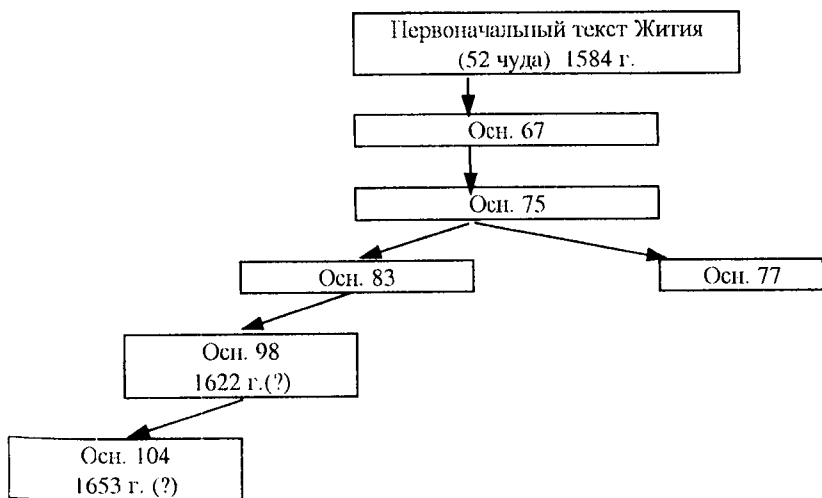 Первоначальный текст Жития
(52 чуда) 1584 г.
Осн. 67
Осн. 75
Осн. 83
Осн. 77
Осн. 98
1622 г.(?)
Осн. 104
1653 г. (?)